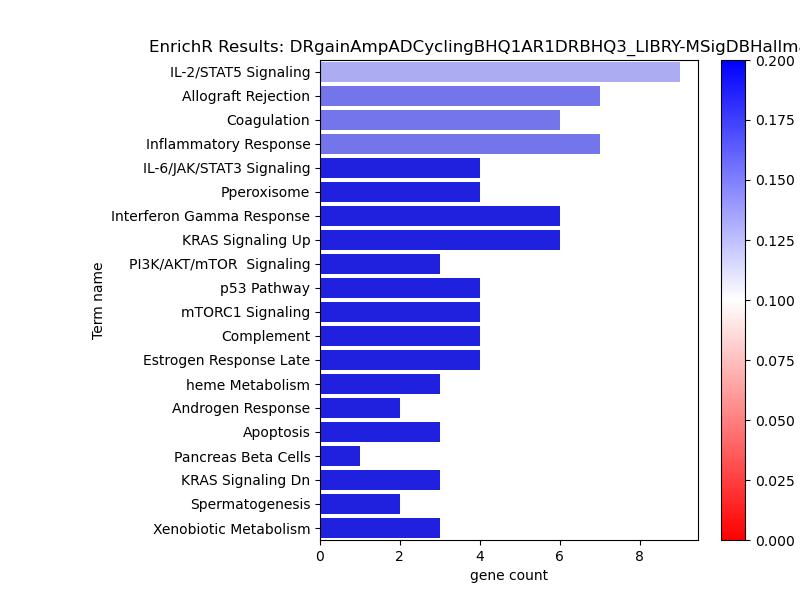 EnrichR Results: DRgainAmpADCyclingBHQ1AR1DRBHQ3_LIBRY-MSigDBHallma
IL-2/STAT5 Signaling
Allograft Rejection
Coagulation
Inflammatory Response
IL-6/JAK/STAT3 Signaling
Pperoxisome
Interferon Gamma Response
KRAS Signaling Up
PI3K/AKT/mTOR  Signaling
p53 Pathway
mTORC1 Signaling
Complement
Estrogen Response Late
heme Metabolism
Androgen Response
Apoptosis
Pancreas Beta Cells
KRAS Signaling Dn
Spermatogenesis
Xenobiotic Metabolism
Term name
0 2 4 6 8
gene count
0.200
0.175
0.150
0.125
0.100
0.075
0.050
0.025
0.000